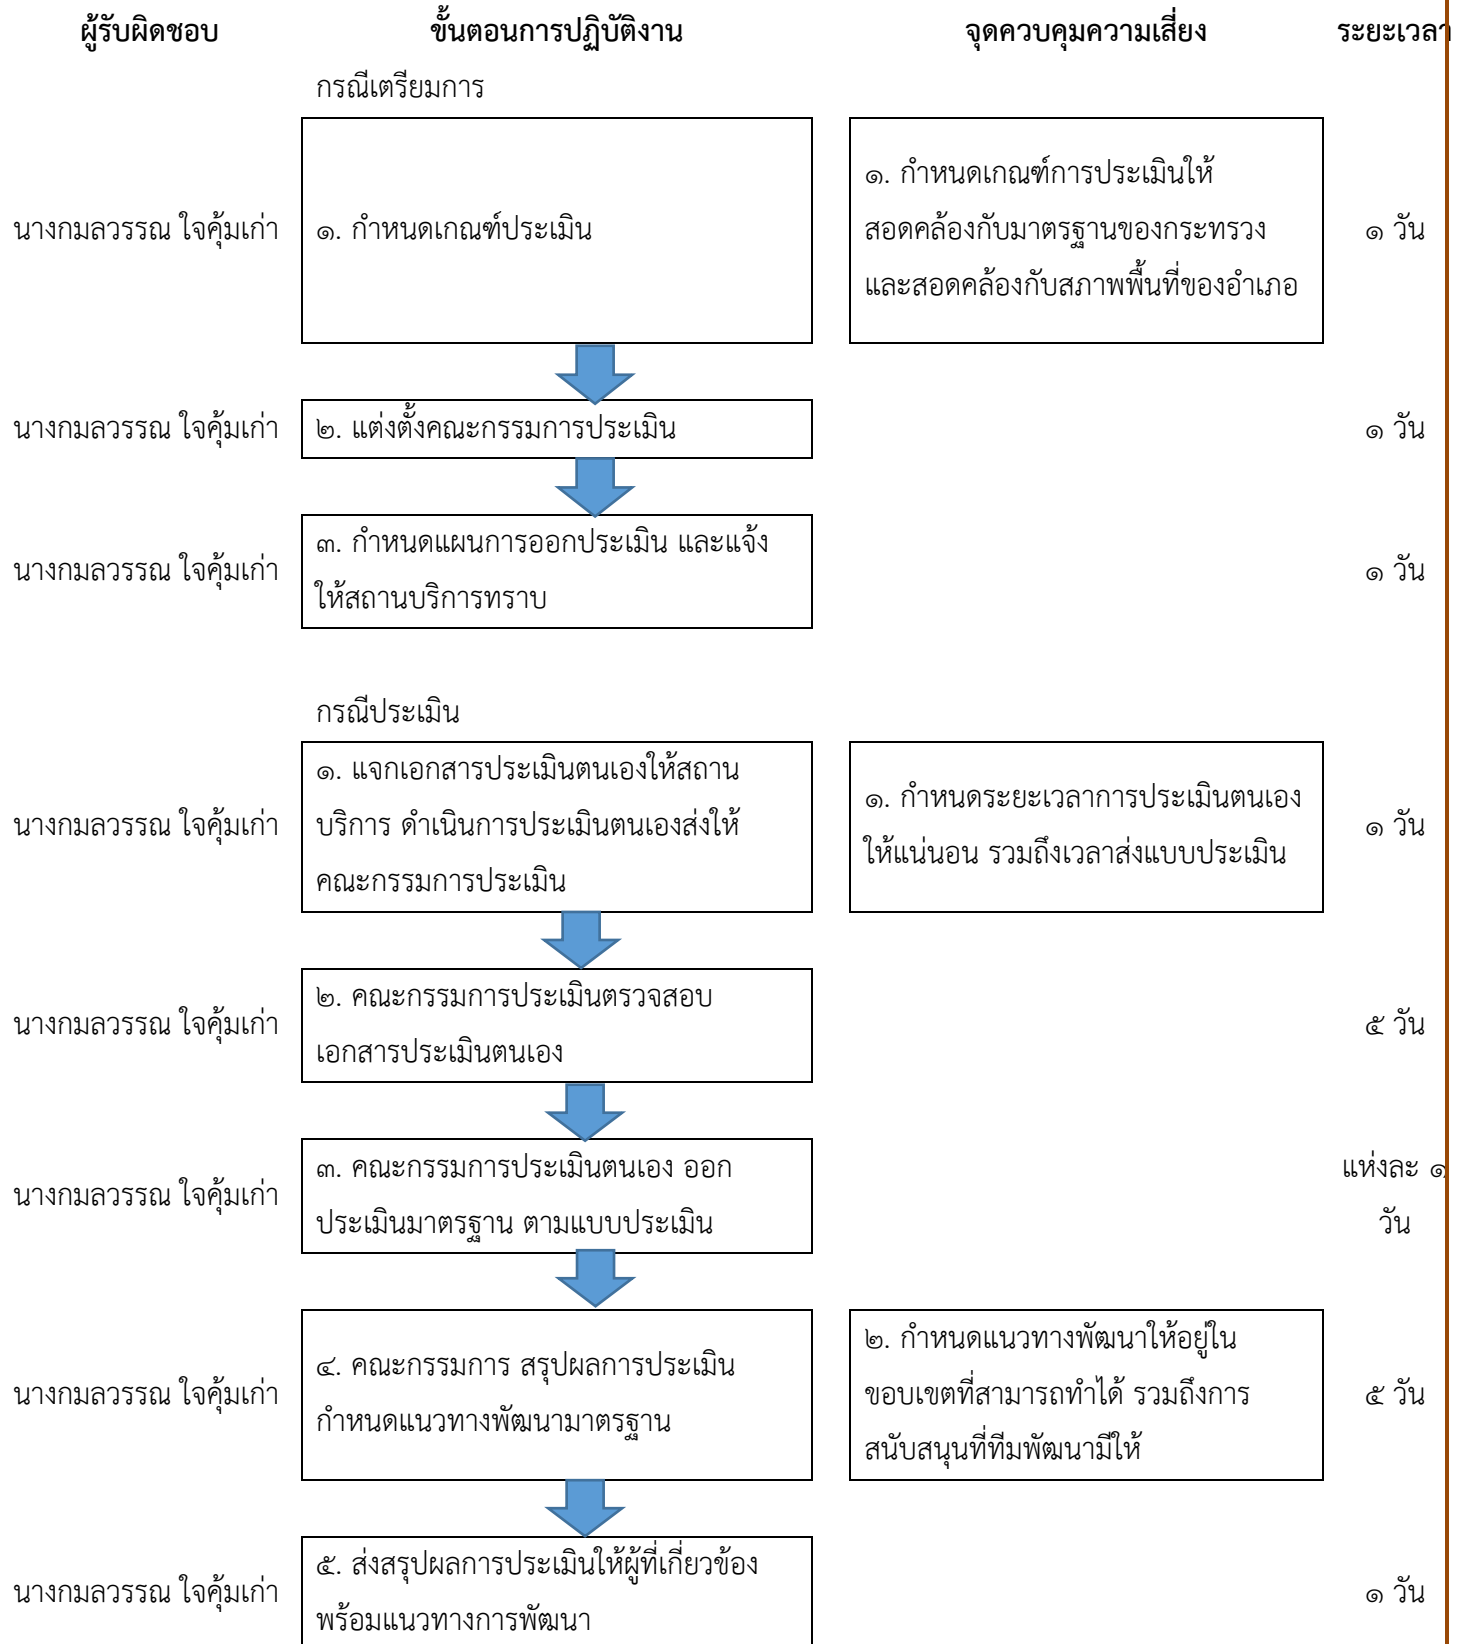 ผู้รับผิดชอบ ขั้นตอนการปฏิบัติงาน จุดควบคุมความเสี่ยง ระยะเวลา
กรณีเตรียมการ
นางกมลวรรณ ใจคุ้มเก่า
๑. กำหนดเกณฑ์ประเมิน
๑. กำหนดเกณฑ์การประเมินให้
สอดคล้องกับมาตรฐานของกระทรวง
และสอดคล้องกับสภาพพื้นที่ของอำเภอ
๑ วัน
นางกมลวรรณ ใจคุ้มเก่า
๒. แต่งตั้งคณะกรรมการประเมิน
๑ วัน
นางกมลวรรณ ใจคุ้มเก่า
๓. กำหนดแผนการออกประเมิน และแจ้ง
ให้สถานบริการทราบ
๑ วัน
กรณีประเมิน
นางกมลวรรณ ใจคุ้มเก่า
๑. แจกเอกสารประเมินตนเองให้สถาน
บริการ ดำเนินการประเมินตนเองส่งให้
คณะกรรมการประเมิน
๑. กำหนดระยะเวลาการประเมินตนเอง
ให้แน่นอน รวมถึงเวลาส่งแบบประเมิน
๑ วัน
นางกมลวรรณ ใจคุ้มเก่า
๒. คณะกรรมการประเมินตรวจสอบ
เอกสารประเมินตนเอง
๕ วัน
นางกมลวรรณ ใจคุ้มเก่า
๓. คณะกรรมการประเมินตนเอง ออก
ประเมินมาตรฐาน ตามแบบประเมิน
แห่งละ ๑
วัน
นางกมลวรรณ ใจคุ้มเก่า
๔. คณะกรรมการ สรุปผลการประเมิน
กำหนดแนวทางพัฒนามาตรฐาน
๒. กำหนดแนวทางพัฒนาให้อยู่ใน
ขอบเขตที่สามารถทำได้ รวมถึงการ
สนับสนุนที่ทีมพัฒนามีให้
๕ วัน
นางกมลวรรณ ใจคุ้มเก่า
๕. ส่งสรุปผลการประเมินให้ผู้ที่เกี่ยวข้อง
พร้อมแนวทางการพัฒนา
๑ วัน